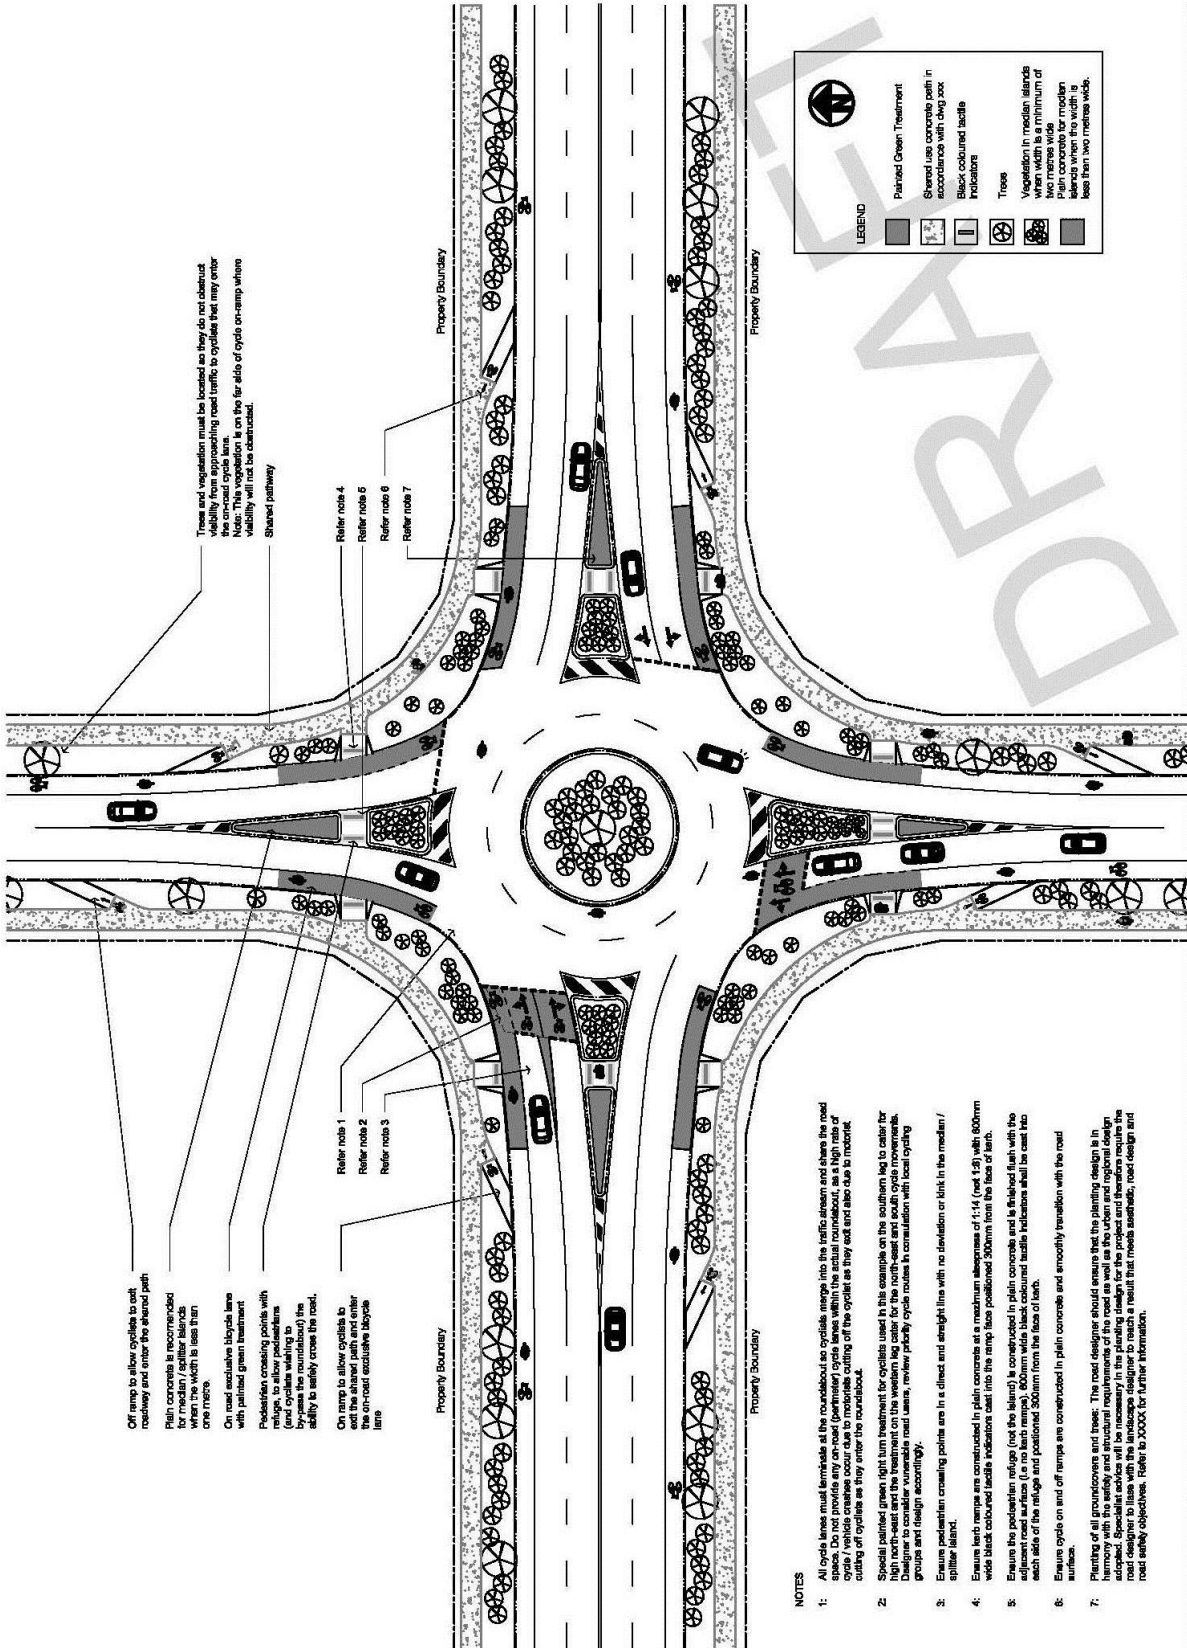 Off ramp to allow cyclists to exit
roadway and enter the shared path
Plain concrete is recomended
for median / splitter islands
when the width is less than
one metre.
On road exclusive bicycle lane
with painted green treatment
Pedestrian crossing points with
refuge, to allow pedestrians
(and cyclists wishing to
by-pass the roundabout) the
ability to safely cross the road.
On ramp to allow cyclists to
exit the shared path and enter
the on-road exclusive bicycle
lane
Refer note 1
Refer note 2
Refer note 3
Trees and vegetation must be located so they do not obstruct
visibility from approaching road traffic to cyclists that may enter
the on-road cycle lane.
Note: This vegetation is on the far side of cycle on-ramp where
visibility will not be obstructed.
Shared pathway
Refer note 4
Refer note 5
Refer note 6
Refer note 7
Property Boundary
Property Boundary
Property Boundary
Property Boundary
NOTES
1: All cycle lanes must terminate at the roundabout so cyclists merge into the traffic stream and share the road
space. Do not provide any on-road (perimeter) cycle lanes within the actual roundabout, as a high rate of
cycle / vehicle crashes occur due to motorists cutting off the cyclist as they exit and also due to motorist
cutting off cyclists as they enter the roundabout.
2: Special painted green right turn treatment for cyclists used in this example on the southern leg to cater for
high north-east and the treatment on the western leg cater for the north-east and south cycle movements.
Designer to consider vunerable road users, review priority cycle routes in consulation with local cycling
groups and design accordingly.
3: Ensure pedestrian crossing points are in a direct and straight line with no deviation or kink in the median /
splitter island.
4: Ensure kerb ramps are constructed in plain concrete at a maximum steepness of 1:14 (not 1:8) with 600mm
wide black coloured tactile indicators cast into the ramp face positioned 300mm from the face of kerb.
5: Ensure the pedestrian refuge (not the island) is constructed in plain concrete and is finished flush with the
adjacent road surface (i.e no kerb ramps). 600mm wide black coloured tactile indicators shall be cast into
each side of the refuge and postioned 300mm from the face of kerb.
6: Ensure cycle on and off ramps are constructed in plain concrete and smoothly transition with the road
surface.
7: Planting of all groundcovers and trees: The road designer should ensure that the planting design is in
harmony with the safety and structural requirements of the road as well as the urban and regional design
adopted. Specialist advice will be necessary in the planting design for the project and therefore require the
road designer to liase with the landscape designer to reach a result that meets aesthetic, road design and
road safety objectives. Refer to XXXX for further information.
LEGEND
N
Painted Green Treatment
Shared use concrete path in
accordance with dwg xxx
Black coloured tactile
indicators
Trees
Vegetation in median islands
when width is a minimum of
two metres wide
Plain concrete for median
islands when the width is
less than two metres wide.
DRAFT